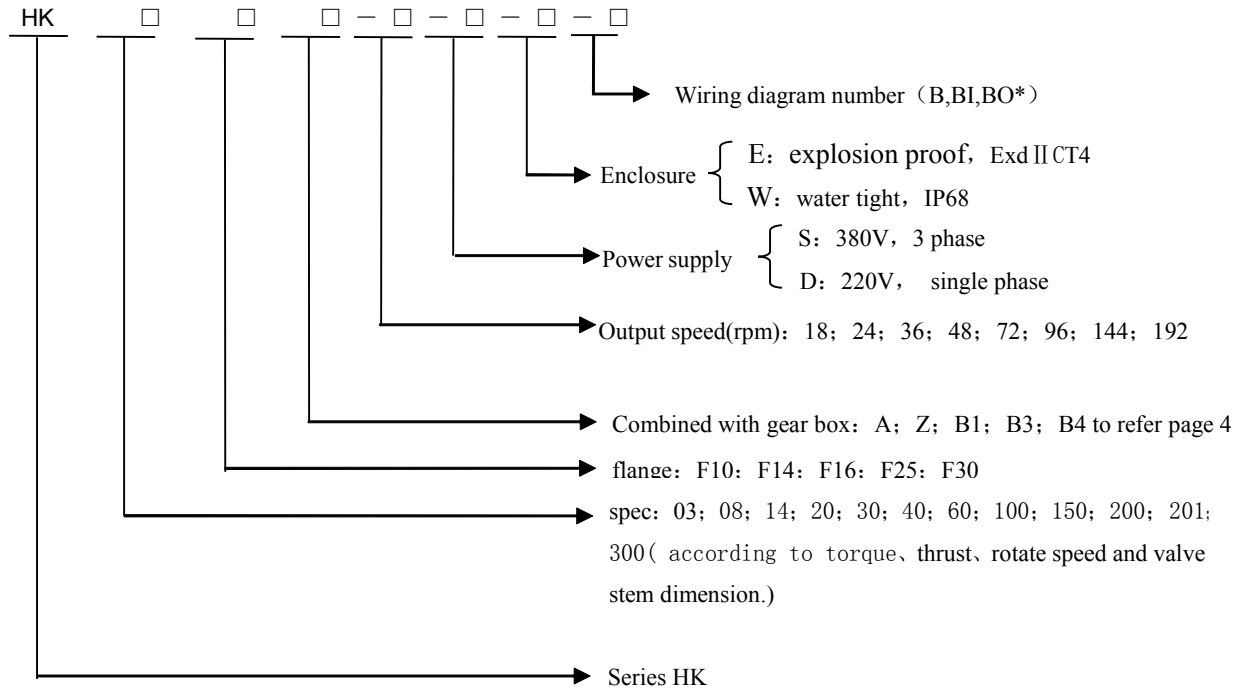 HK □ □ □ － □ － □ － □ － □
Wiring diagram number（B,BI,BO*）
E：explosion proof，Exd Ⅱ CT4
Enclosure
W：water tight，IP68
S：380V，3 phase
Power supply
D：220V， single phase
Output speed(rpm)：18；24；36；48；72；96；144；192
Combined with gear box：A；Z；B1；B3；B4 to refer page 4
flange：F10：F14：F16：F25：F30
spec：03；08；14；20；30；40；60；100；150；200；201；
300( according to torque、thrust、rotate speed and valve
stem dimension.)
Series HK